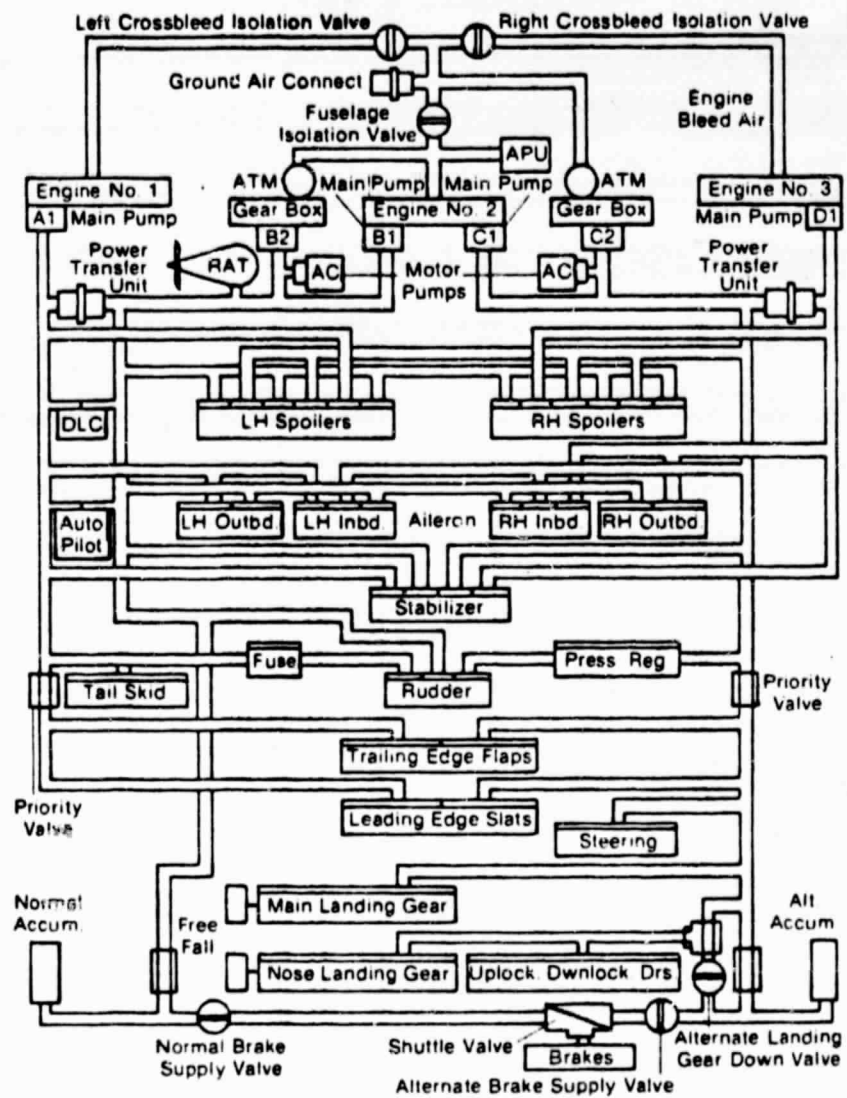 Left Crossbleed Isolation Valve
Right Crossbleed Isolation Valve
Ground Air Connect
Fuselage
Isolation Valve
Engine
Bleed Air
APU
ATM
Main Pump
Main Pump
ATM
Engine No. 1
Gear Box
Engine No. 2
Gear Box
Engine No. 3
A1
Main Pump
B2
B1
C1
C2
Main Pump
D1
Power
Transfer
Unit
RAT
AC
Motor
Pumps
AC
Power
Transfer
Unit
DLC
LH Spoilers
RH Spoilers
Auto
Pilot
LH Outbd.
LH Inbd.
Aileron
RH Inbd.
RH Outbd.
Stabilizer
Fuse
Press Reg
Tail Skid
Rudder
Priority
Valve
Trailing Edge Flaps
Priority
Valve
Leading Edge Slats
Steering
Normal
Accum.
Free
Fall
Main Landing Gear
Alt
Accum
Nose Landing Gear
Uplock. Dwnlock. Drs.
Normal Brake
Supply Valve
Shuttle Valve
Brakes
Alternate Landing
Gear Down Valve
Alternate Brake Supply Valve